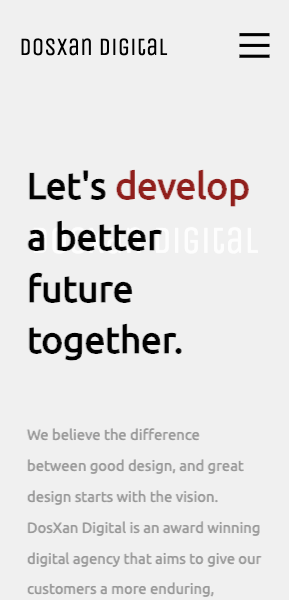 DOSXAN DIGITAL
Let's develop
a better
DIGITAL
future
together.
We believe the difference
between good design, and great
design starts with the vision.
DosXan Digital is an award winning
digital agency that aims to give our
customers a more enduring,